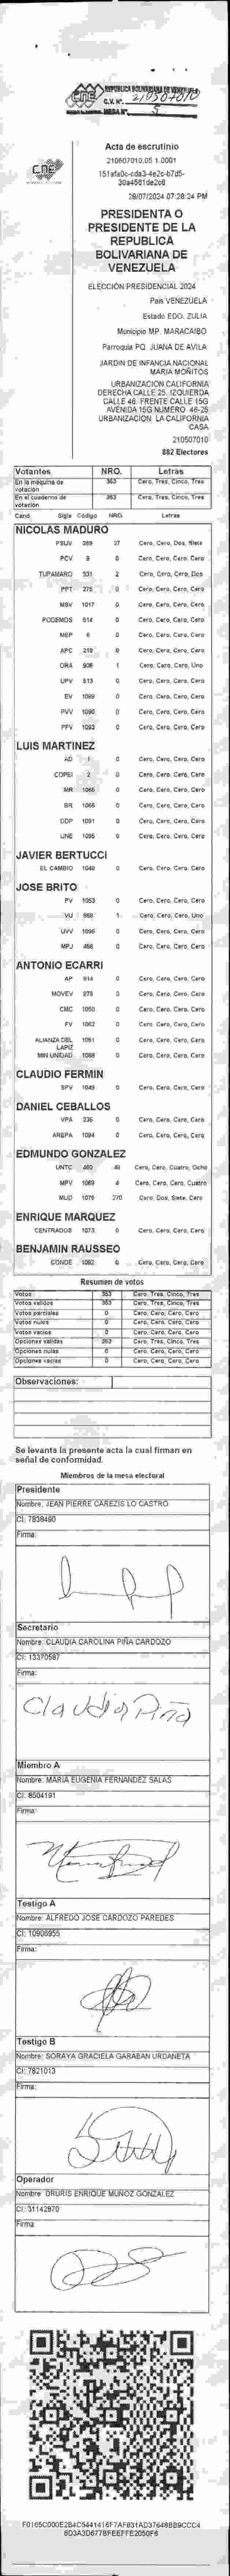 CNE REPUBLICA BOLIVARIANA DE VENEZUELA
C.V. Nº. 210507010
MESA Nº 5
CNE
Acta de escrutinio
210507010.05.1.0001
28/07/2024 07:28:24 PM
PRESIDENTA O
PRESIDENTE DE LA
REPUBLICA
BOLIVARIANA DE
VENEZUELA
ELECCIÓN PRESIDENCIAL 2024
País VENEZUELA
Estado EDO. ZULIA
Municipio MP. MARACAIBO
Parroquia PQ. JUANA DE AVILA
JARDIN DE INFANCIA NACIONAL
MARIA MOÑITOS
URBANIZACION CALIFORNIA
DERECHA CALLE 25. IZQUIERDA
CALLE 46. FRENTE CALLE 15G
AVENIDA 15G NUMERO 46-25
URBANIZACION LA CALIFORNIA
CASA
210507010
882 Electores
Votantes NRO. Letras
En la máquina de votación 363 Cero, Tres, Cinco, Tres
En el cuaderno de votación 353 Cero, Tres, Cinco, Tres
Cand Sigla Código NRO. Letras
NICOLAS MADURO
PSUV 269 27 Cero, Cero, Dos, Siete
PCV 9 0 Cero, Cero, Cero, Cero
TUPAMARO 931 2 Cero, Cero, Cero, Dos
PPT 275 0 Cero, Cero, Cero, Cero
MSV 1017 0 Cero, Cero, Cero, Cero
PODEMOS 614 0 Cero, Cero, Cero, Cero
MEP 6 0 Cero, Cero, Cero, Cero
APC 219 0 Cero, Cero, Cero, Cero
ORA 908 1 Cero, Cero, Cero, Uno
UPV 513 0 Cero, Cero, Cero, Cero
EV 1089 0 Cero, Cero, Cero, Cero
PVV 1090 0 Cero, Cero, Cero, Cero
PFV 1093 0 Cero, Cero, Cero, Cero
LUIS MARTINEZ
AD 1 0 Cero, Cero, Cero, Cero
COPEI 2 0 Cero, Cero, Cero, Cero
MR 1065 0 Cero, Cero, Cero, Cero
BR 1066 0 Cero, Cero, Cero, Cero
DDP 1091 0 Cero, Cero, Cero, Cero
UNE 1095 0 Cero, Cero, Cero, Cero
JAVIER BERTUCCI
EL CAMBIO 1048 0 Cero, Cero, Cero, Cero
JOSE BRITO
PV 1053 0 Cero, Cero, Cero, Cero
VU 959 1 Cero, Cero, Cero, Uno
UVV 1096 0 Cero, Cero, Cero, Cero
MPJ 468 0 Cero, Cero, Cero, Cero
ANTONIO ECARRI
AP 914 0 Cero, Cero, Cero, Cero
MOVEV 979 0 Cero, Cero, Cero, Cero
CMC 1050 0 Cero, Cero, Cero, Cero
FV 1062 0 Cero, Cero, Cero, Cero
ALIANZA DEL LAPIZ 1061 0 Cero, Cero, Cero, Cero
MIN UNIDAD 1088 0 Cero, Cero, Cero, Cero
CLAUDIO FERMIN
SPV 1049 0 Cero, Cero, Cero, Cero
DANIEL CEBALLOS
VPA 236 0 Cero, Cero, Cero, Cero
AREPA 1094 0 Cero, Cero, Cero, Cero
EDMUNDO GONZALEZ
UNTC 480 48 Cero, Cero, Cuatro, Ocho
MPV 1069 4 Cero, Cero, Cero, Cuatro
MUD 1076 270 Cero, Dos, Siete, Cero
ENRIQUE MARQUEZ
CENTRADOS 1073 0 Cero, Cero, Cero, Cero
BENJAMIN RAUSSEO
CONDE 1092 0 Cero, Cero, Cero, Cero
Resumen de votos
Votos 353 Cero, Tres, Cinco, Tres
Votos validos 353 Cero, Tres, Cinco, Tres
Votos parciales 0 Cero, Cero, Cero, Cero
Votos nulos 0 Cero, Cero, Cero, Cero
Votos vacíos 0 Cero, Cero, Cero, Cero
Opciones válidas 353 Cero, Tres, Cinco, Tres
Opciones nulas 0 Cero, Cero, Cero, Cero
Opciones vacías 0 Cero, Cero, Cero, Cero
Observaciones:
Se levanta la presente acta la cual firman en
señal de conformidad.
Miembros de la mesa electoral
Presidente
Nombre: JEAN PIERRE CAREZIS LO CASTRO
CI: 7938490
Firma:
Secretario
Nombre: CLAUDIA CAROLINA PIÑA CARDOZO
CI: 13370587
Firma:
Claudia Piña
Miembro A
Nombre: MARIA EUGENIA FERNANDEZ SALAS
CI: 8504191
Firma:
Testigo A
Nombre: ALFREDO JOSE CARDOZO PAREDES
CI: 10906955
Firma:
Testigo B
Nombre: SORAYA GRACIELA GARABAN URDANETA
CI: 7821013
Firma:
Operador
Nombre: DRURIS ENRIQUE MUÑOZ GONZALEZ
CI: 31142870
Firma: